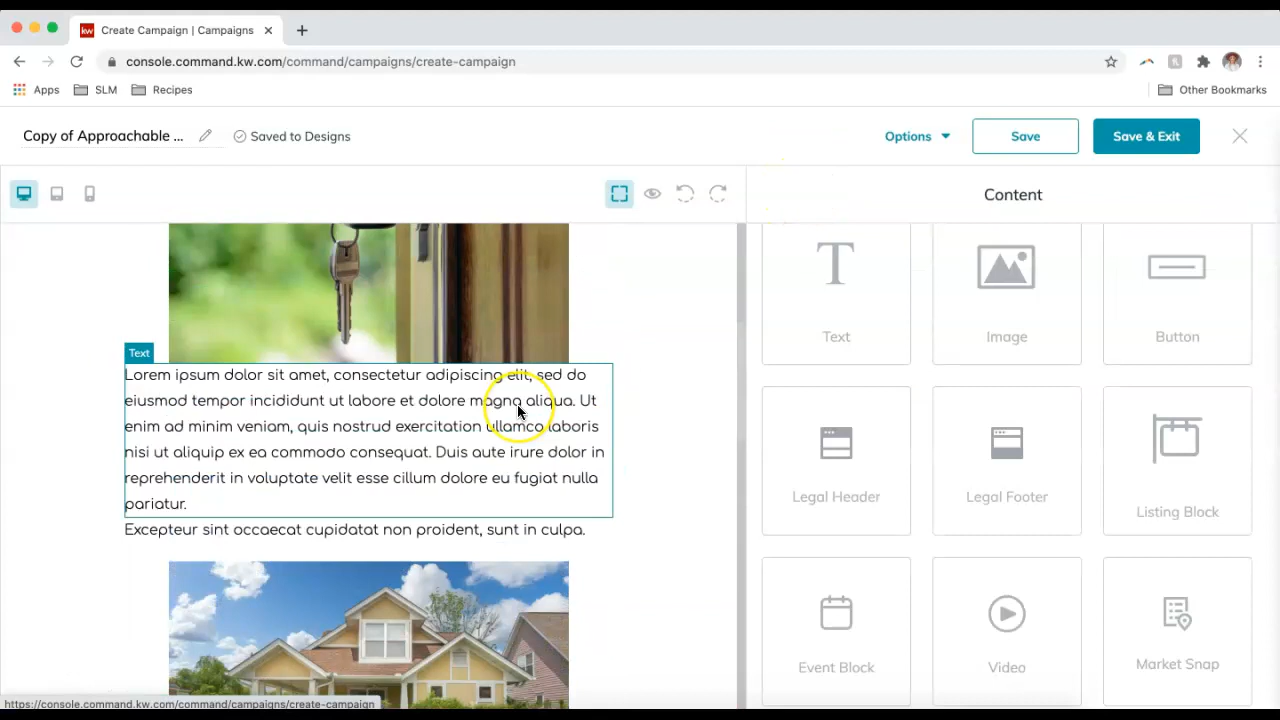 kw Create Campaign | Campaigns
console.command.kw.com/command/campaigns/create-campaign
Apps SLM Recipes Other Bookmarks
Copy of Approachable ... Saved to Designs Options Save Save & Exit
Content
Text Image Button
Text
Lorem ipsum dolor sit amet, consectetur adipiscing elit, sed do
eiusmod tempor incididunt ut labore et dolore magna aliqua. Ut
enim ad minim veniam, quis nostrud exercitation ullamco laboris
nisi ut aliquip ex ea commodo consequat. Duis aute irure dolor in
reprehenderit in voluptate velit esse cillum dolore eu fugiat nulla
pariatur.
Excepteur sint occaecat cupidatat non proident, sunt in culpa.
Legal Header Legal Footer Listing Block
Event Block Video Market Snap
https://console.command.kw.com/command/campaigns/create-campaign